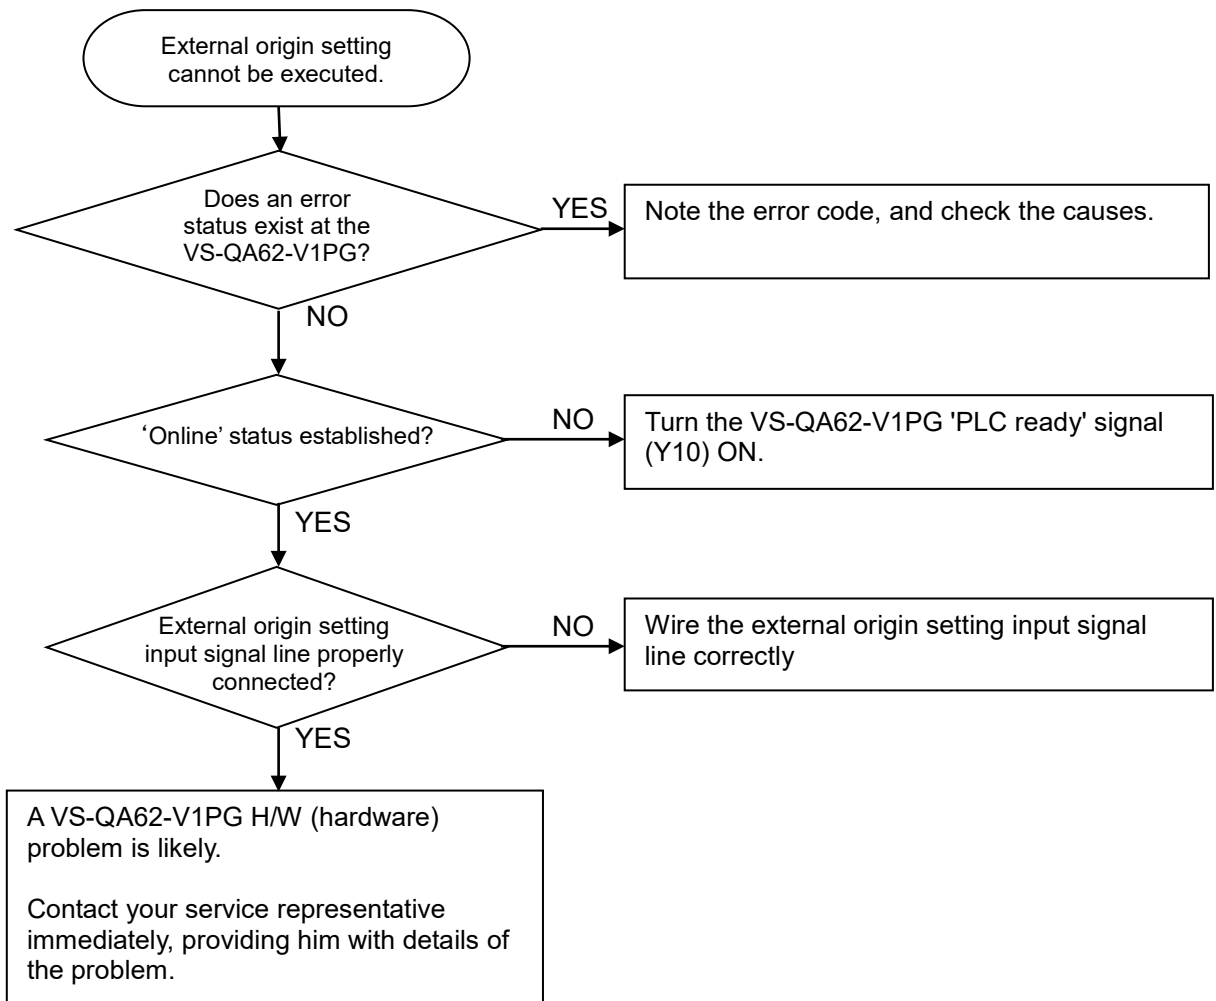 External origin setting
cannot be executed.
Does an error
status exist at the
VS-QA62-V1PG?
YES
Note the error code, and check the causes.
NO
‘Online’ status established?
NO
Turn the VS-QA62-V1PG 'PLC ready' signal
(Y10) ON.
YES
External origin setting
input signal line properly
connected?
NO
Wire the external origin setting input signal
line correctly
YES
A VS-QA62-V1PG H/W (hardware)
problem is likely.
Contact your service representative
immediately, providing him with details of
the problem.